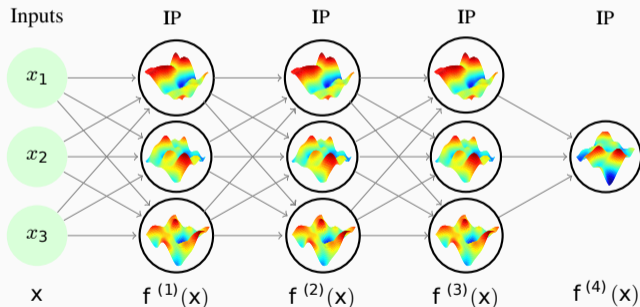 Inputs IP IP IP IP
x₁
x₂
x₃
x f⁽¹⁾(x) f⁽²⁾(x) f⁽³⁾(x) f⁽⁴⁾(x)